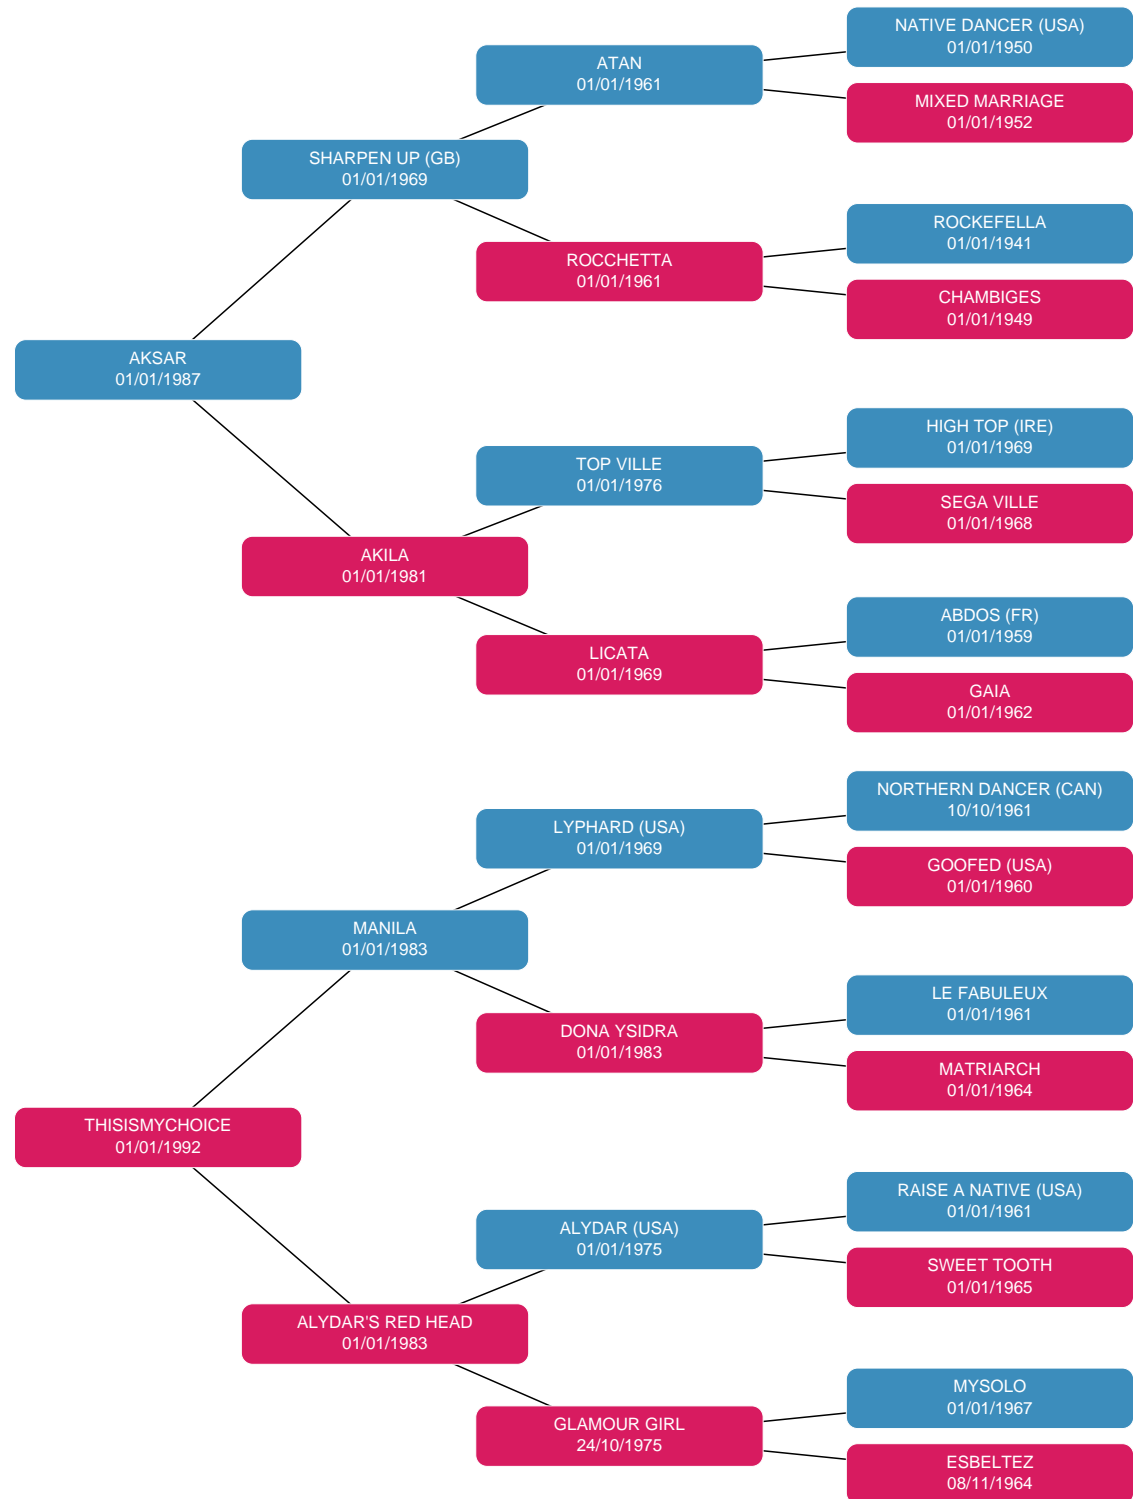 NATIVE DANCER (USA)
01/01/1950
ATAN
01/01/1961
MIXED MARRIAGE
01/01/1952
SHARPEN UP (GB)
01/01/1969
ROCKEFELLA
01/01/1941
ROCCHETTA
01/01/1961
CHAMBIGES
01/01/1949
AKSAR
01/01/1987
HIGH TOP (IRE)
01/01/1969
TOP VILLE
01/01/1976
SEGA VILLE
01/01/1968
AKILA
01/01/1981
ABDOS (FR)
01/01/1959
LICATA
01/01/1969
GAIA
01/01/1962
NORTHERN DANCER (CAN)
10/10/1961
LYPHARD (USA)
01/01/1969
GOOFED (USA)
01/01/1960
MANILA
01/01/1983
LE FABULEUX
01/01/1961
DONA YSIDRA
01/01/1983
MATRIARCH
01/01/1964
THISISMYCHOICE
01/01/1992
RAISE A NATIVE (USA)
01/01/1961
ALYDAR (USA)
01/01/1975
SWEET TOOTH
01/01/1965
ALYDAR'S RED HEAD
01/01/1983
MYSOLO
01/01/1967
GLAMOUR GIRL
24/10/1975
ESBELTEZ
08/11/1964